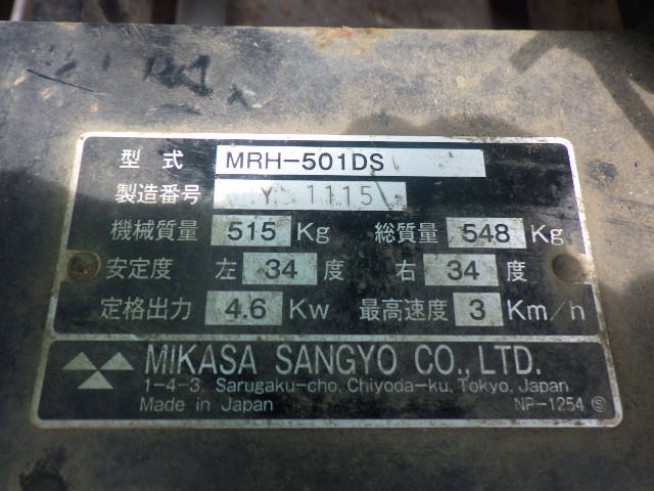 型式 MRH-501DS
製造番号 Y 1115
機械質量 515 Kg 総質量 548 Kg
安定度 左 34 度 右 34 度
定格出力 4.6 Kw 最高速度 3 Km/h
MIKASA SANGYO CO., LTD.
1-4-3 Sarugaku-cho, Chiyoda-ku, Tokyo, Japan
Made in Japan NP-1254 Ⓢ